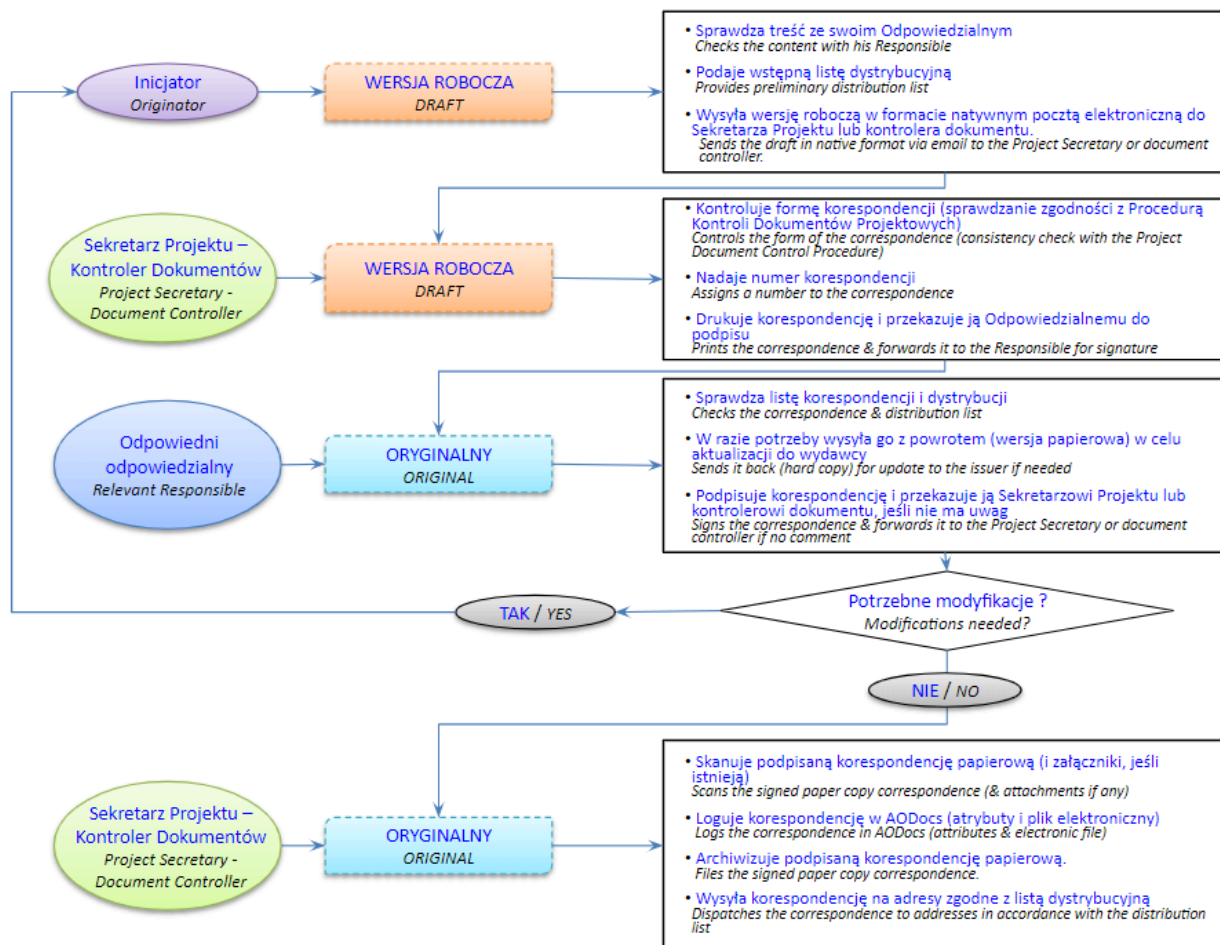 Inicjator
Originator
WERSJA ROBOCZA
DRAFT
• Sprawdza treść ze swoim Odpowiedzialnym
Checks the content with his Responsible
• Podaje wstępną listę dystrybucyjną
Provides preliminary distribution list
• Wysyła wersję roboczą w formacie natywnym pocztą elektroniczną do
Sekretarza Projektu lub kontrolera dokumentu.
Sends the draft in native format via email to the Project Secretary or document
controller.
Sekretarz Projektu –
Kontroler Dokumentów
Project Secretary -
Document Controller
WERSJA ROBOCZA
DRAFT
• Kontroluje formę korespondencji (sprawdzanie zgodności z Procedurą
Kontroli Dokumentów Projektowych)
Controls the form of the correspondence (consistency check with the Project
Document Control Procedure)
• Nadaje numer korespondencji
Assigns a number to the correspondence
• Drukuje korespondencję i przekazuje ją Odpowiedzialnemu do
podpisu
Prints the correspondence & forwards it to the Responsible for signature
Odpowiedni
odpowiedzialny
Relevant Responsible
ORYGINALNY
ORIGINAL
• Sprawdza listę korespondencji i dystrybucji
Checks the correspondence & distribution list
• W razie potrzeby wysyła go z powrotem (wersja papierowa) w celu
aktualizacji do wydawcy
Sends it back (hard copy) for update to the issuer if needed
• Podpisuje korespondencję i przekazuje ją Sekretarzowi Projektu lub
kontrolerowi dokumentu, jeśli nie ma uwag
Signs the correspondence & forwards it to the Project Secretary or document
controller if no comment
Potrzebne modyfikacje ?
Modifications needed?
TAK / YES
NIE / NO
Sekretarz Projektu –
Kontroler Dokumentów
Project Secretary -
Document Controller
ORYGINALNY
ORIGINAL
• Skanuje podpisaną korespondencję papierową (i załączniki, jeśli
istnieją)
Scans the signed paper copy correspondence (& attachments if any)
• Loguje korespondencję w AODocs (atrybuty i plik elektroniczny)
Logs the correspondence in AODocs (attributes & electronic file)
• Archiwizuje podpisaną korespondencję papierową.
Files the signed paper copy correspondence.
• Wysyła korespondencję na adresy zgodne z listą dystrybucyjną
Dispatches the correspondence to addresses in accordance with the distribution
list